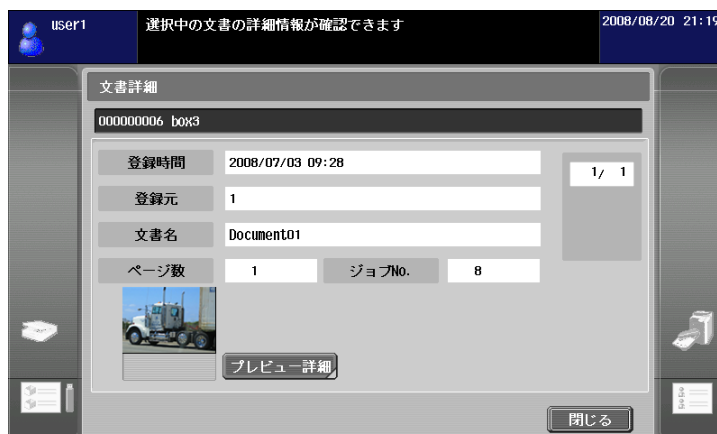 user1
選択中の文書の詳細情報が確認できます
2008/08/20 21:19
文書詳細
000000006 box3
登録時間 2008/07/03 09:28
1/ 1
登録元 1
文書名 Document01
ページ数 1 ジョブNo. 8
プレビュー詳細
閉じる